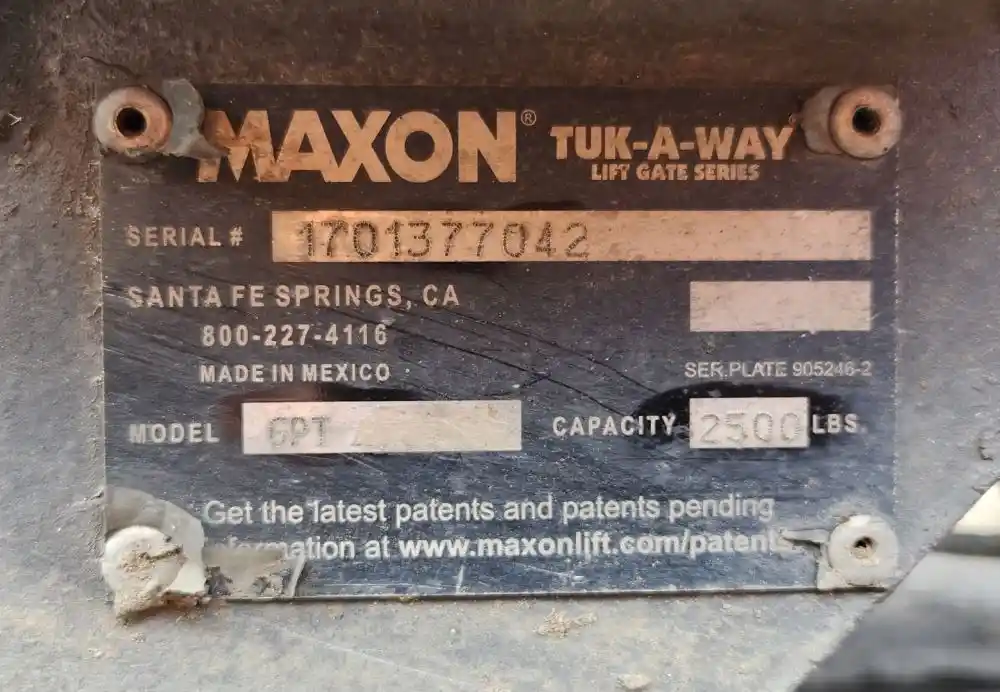 MAXON® TUK-A-WAY
LIFT GATE SERIES
SERIAL # 1701377042
SANTA FE SPRINGS, CA
800-227-4116
MADE IN MEXICO
SER.PLATE 905246-2
MODEL GPT CAPACITY 2500 LBS.
Get the latest patents and patents pending
information at www.maxonlift.com/patents